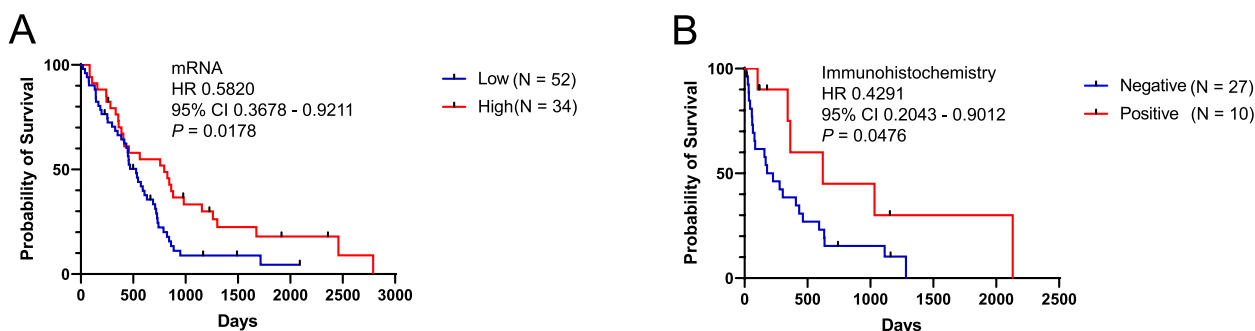 A
mRNA
HR 0.5820
95% CI 0.3678 - 0.9211
P = 0.0178
Low (N = 52)
High (N = 34)
Probability of Survival
100
50
0
0 500 1000 1500 2000 2500 3000
Days
B
Immunohistochemistry
HR 0.4291
95% CI 0.2043 - 0.9012
P = 0.0476
Negative (N = 27)
Positive (N = 10)
Probability of Survival
100
50
0
0 500 1000 1500 2000 2500
Days